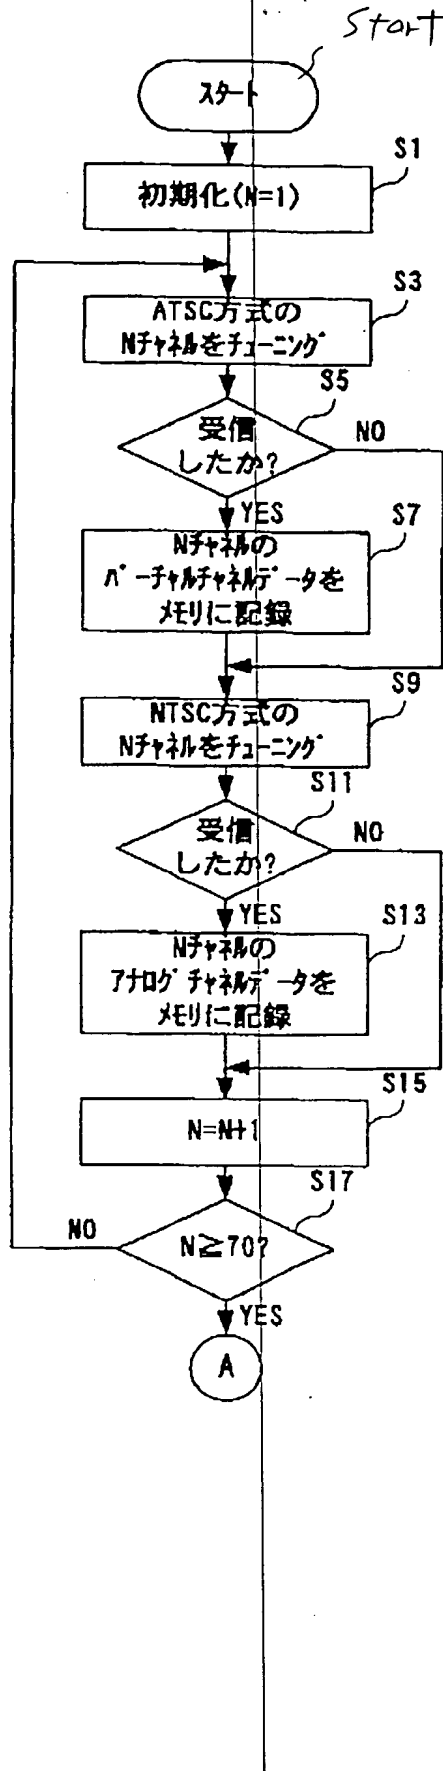 Start
スタート
S1
初期化(N=1)
S3
ATSC方式の
Nチャネルをチューニング
S5
受信
したか?
NO
YES
S7
Nチャネルの
バーチャルチャネルデータを
メモリに記録
S9
NTSC方式の
Nチャネルをチューニング
S11
受信
したか?
NO
YES
S13
Nチャネルの
アナログチャネルデータを
メモリに記録
S15
N=N+1
S17
N≧70?
NO
YES
A